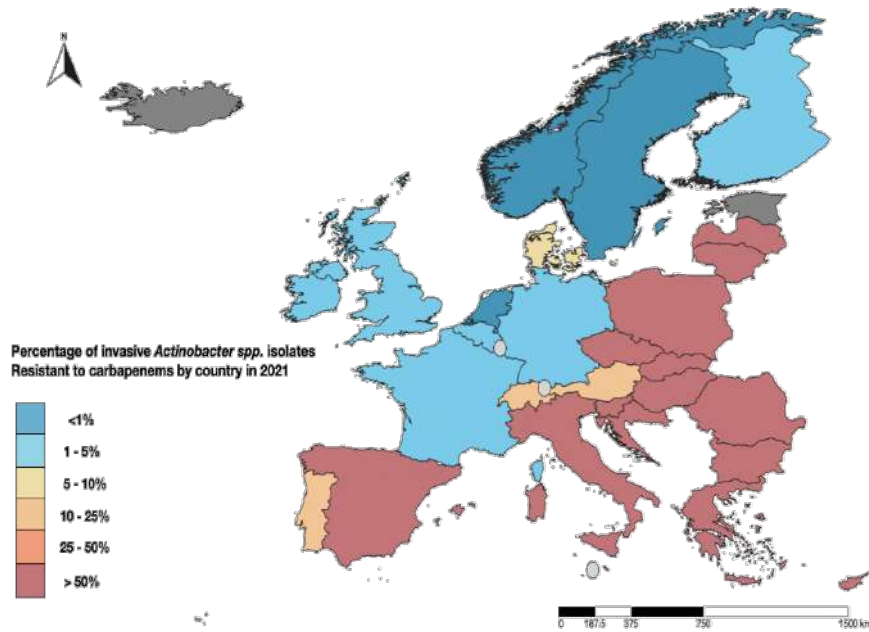 N
Percentage of invasive Actinobacter spp. isolates
Resistant to carbapenems by country in 2021
<1%
1 - 5%
5 - 10%
10 - 25%
25 - 50%
> 50%
0 187.5 375 750 1500 km